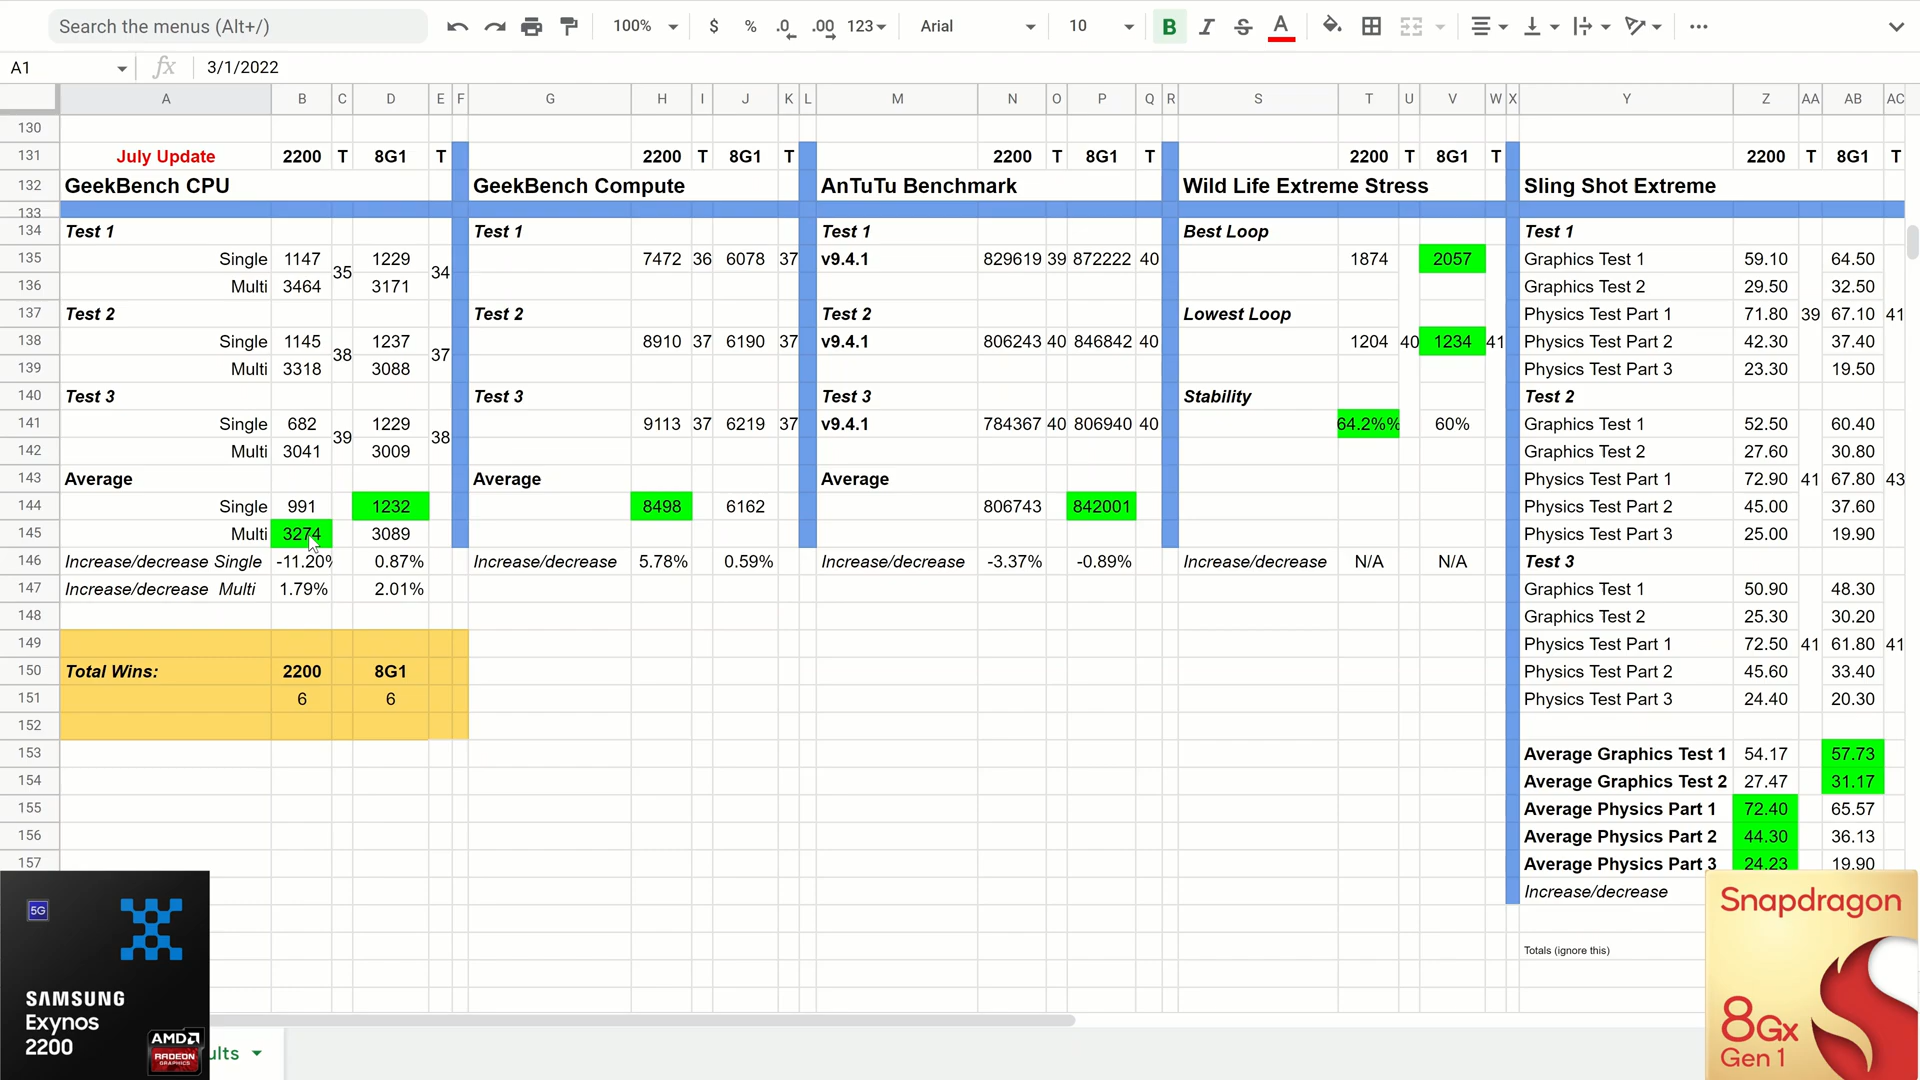 Search the menus (Alt+/)
100% $ % .0 .00 123 Arial 10 B I S A
A1 fx 3/1/2022
A B C D E F G H I J K L M N O P Q R S T U V W X Y Z AA AB AC
130
131 July Update 2200 T 8G1 T 2200 T 8G1 T 2200 T 8G1 T 2200 T 8G1 T 2200 T 8G1 T
132 GeekBench CPU GeekBench Compute AnTuTu Benchmark Wild Life Extreme Stress Sling Shot Extreme
133
134 Test 1 Test 1 Test 1 Best Loop Test 1
135 Single 1147 35 1229 34 7472 36 6078 37 v9.4.1 829619 39 872222 40 1874 2057 Graphics Test 1 59.10 64.50
136 Multi 3464 3171 Graphics Test 2 29.50 32.50
137 Test 2 Test 2 Test 2 Lowest Loop Physics Test Part 1 71.80 39 67.10 41
138 Single 1145 38 1237 37 8910 37 6190 37 v9.4.1 806243 40 846842 40 1204 40 1234 41 Physics Test Part 2 42.30 37.40
139 Multi 3318 3088 Physics Test Part 3 23.30 19.50
140 Test 3 Test 3 Test 3 Stability Test 2
141 Single 682 39 1229 38 9113 37 6219 37 v9.4.1 784367 40 806940 40 64.2%% 60% Graphics Test 1 52.50 60.40
142 Multi 3041 3009 Graphics Test 2 27.60 30.80
143 Average Average Average Physics Test Part 1 72.90 41 67.80 43
144 Single 991 1232 8498 6162 806743 842001 Physics Test Part 2 45.00 37.60
145 Multi 3274 3089 Physics Test Part 3 25.00 19.90
146 Increase/decrease Single -11.20% 0.87% Increase/decrease 5.78% 0.59% Increase/decrease -3.37% -0.89% Increase/decrease N/A N/A Test 3
147 Increase/decrease Multi 1.79% 2.01% Graphics Test 1 50.90 48.30
148 Graphics Test 2 25.30 30.20
149 Physics Test Part 1 72.50 41 61.80 41
150 Total Wins: 2200 8G1 Physics Test Part 2 45.60 33.40
151 6 6 Physics Test Part 3 24.40 20.30
152
153 Average Graphics Test 1 54.17 57.73
154 Average Graphics Test 2 27.47 31.17
155 Average Physics Part 1 72.40 65.57
156 Average Physics Part 2 44.30 36.13
157 Average Physics Part 3 24.23 19.90
Increase/decrease
Totals (ignore this)
5G
SAMSUNG
Exynos
2200
AMD
RADEON
GRAPHICS
ults
Snapdragon
8Gx
Gen 1